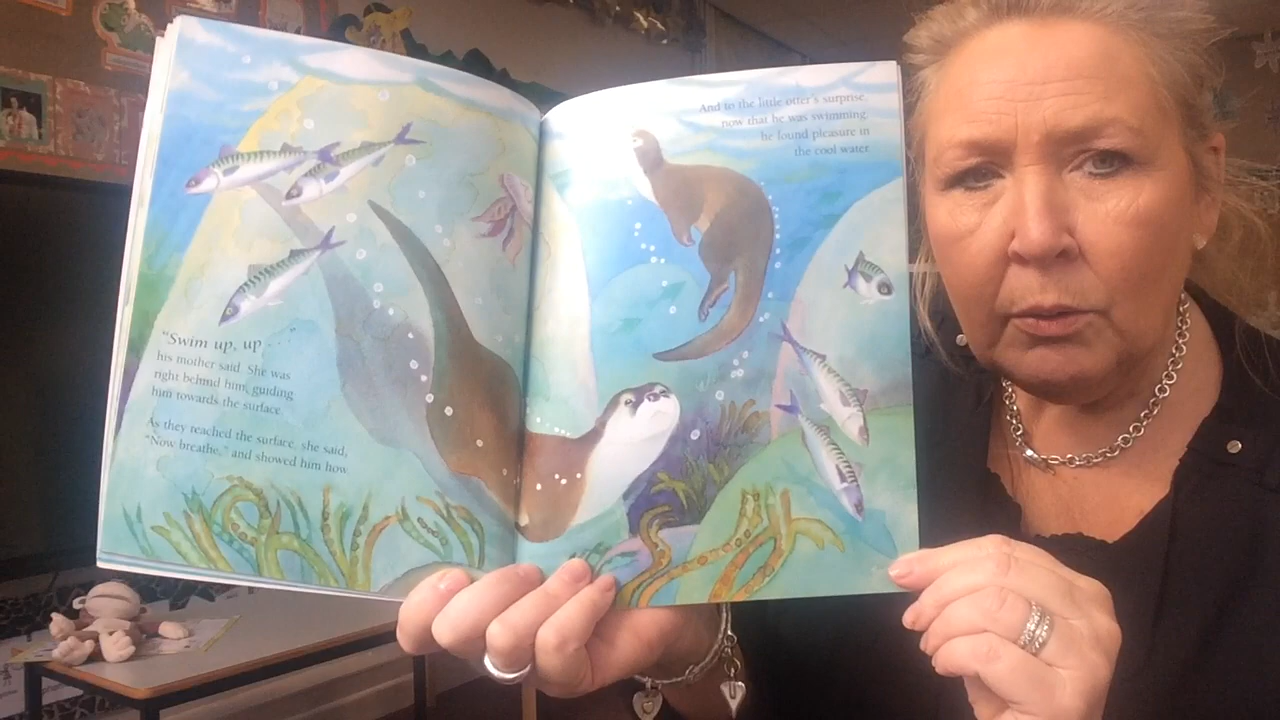 "Swim up, up . . ."
his mother said. She was
right behind him, guiding
him towards the surface.
As they reached the surface, she said,
"Now breathe," and showed him how
And to the little otter's surprise,
now that he was swimming,
he found pleasure in
the cool water